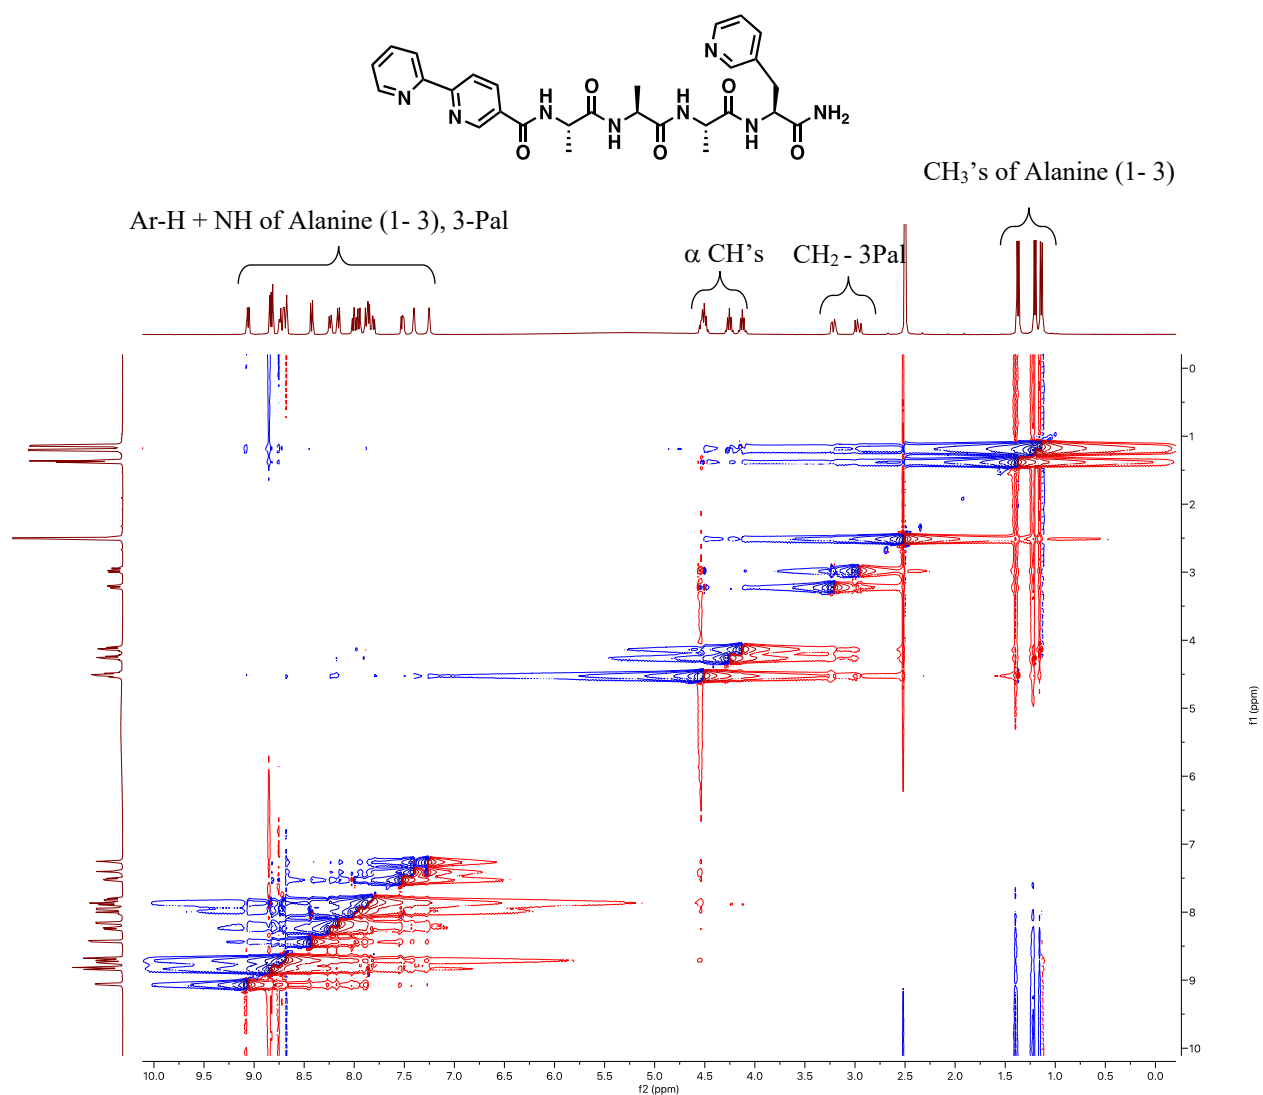 N
N
N
H
O
O
N
H
O
N
H
O
N
H
O
NH₂
N
CH₃'s of Alanine (1- 3)
Ar-H + NH of Alanine (1- 3), 3-Pal
α CH's
CH₂ - 3Pal
0
1
2
3
4
5
6
7
8
9
10
f1 (ppm)
10.0 9.5 9.0 8.5 8.0 7.5 7.0 6.5 6.0 5.5 5.0 4.5 4.0 3.5 3.0 2.5 2.0 1.5 1.0 0.5 0.0
f2 (ppm)